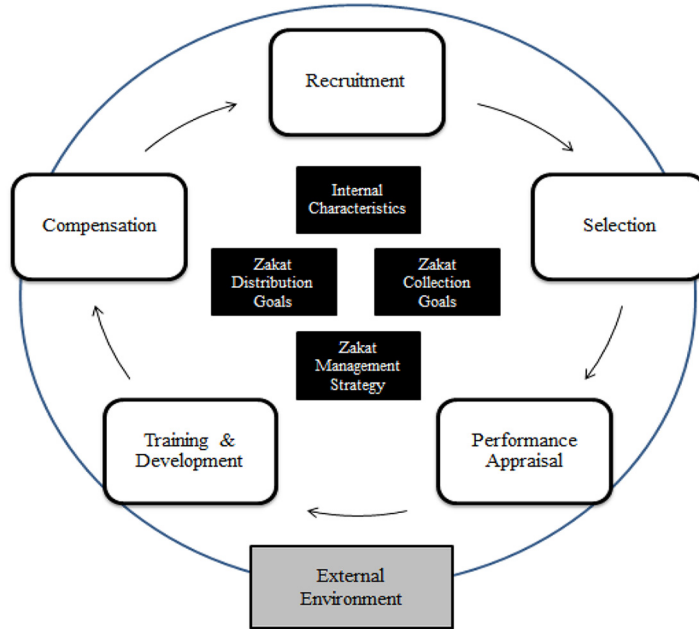 Recruitment
Internal
Characteristics
Compensation
Selection
Zakat
Distribution
Goals
Zakat
Collection
Goals
Zakat
Management
Strategy
Training & 
Development
Performance
Appraisal
External
Environment